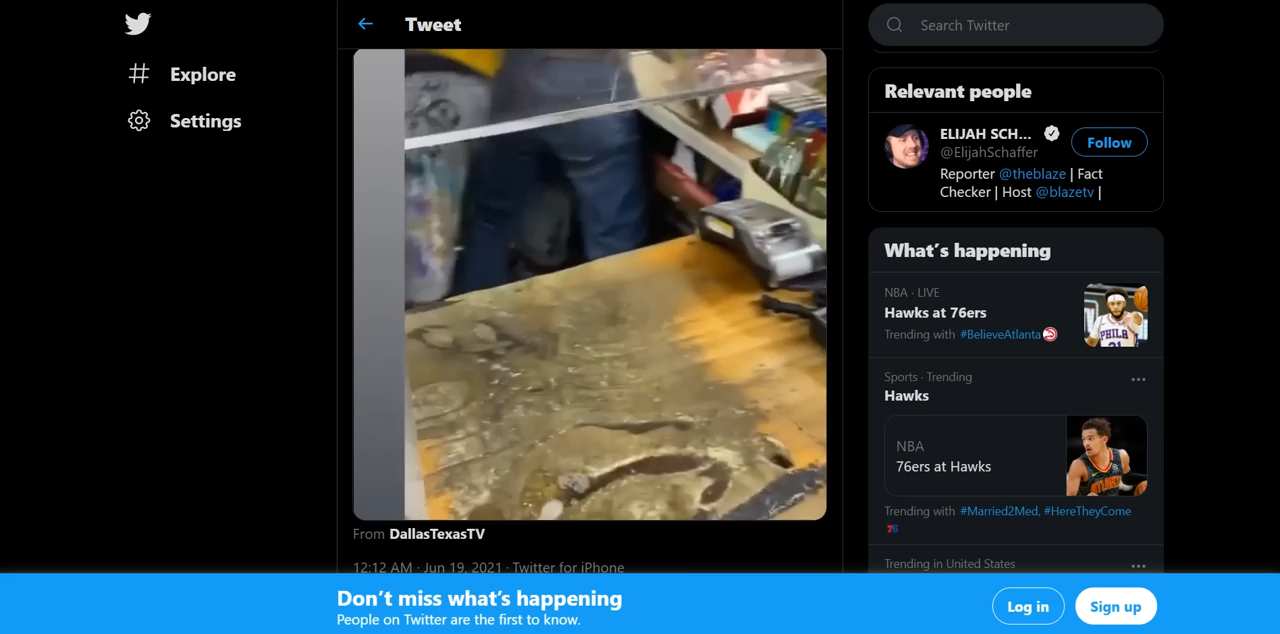 Tweet
Explore
Settings
From DallasTexasTV
12:12 AM · Jun 19, 2021 · Twitter for iPhone
Search Twitter
Relevant people
ELIJAH SCH...
@ElijahSchaffer
Follow
Reporter @theblaze | Fact
Checker | Host @blazetv |
What's happening
NBA · LIVE
Hawks at 76ers
Trending with #BelieveAtlanta
PHILA
Sports · Trending
Hawks
NBA
76ers at Hawks
ATLANTA
Trending with #Married2Med, #HereTheyCome
76
Trending in United States
Don't miss what's happening
People on Twitter are the first to know.
Log in
Sign up